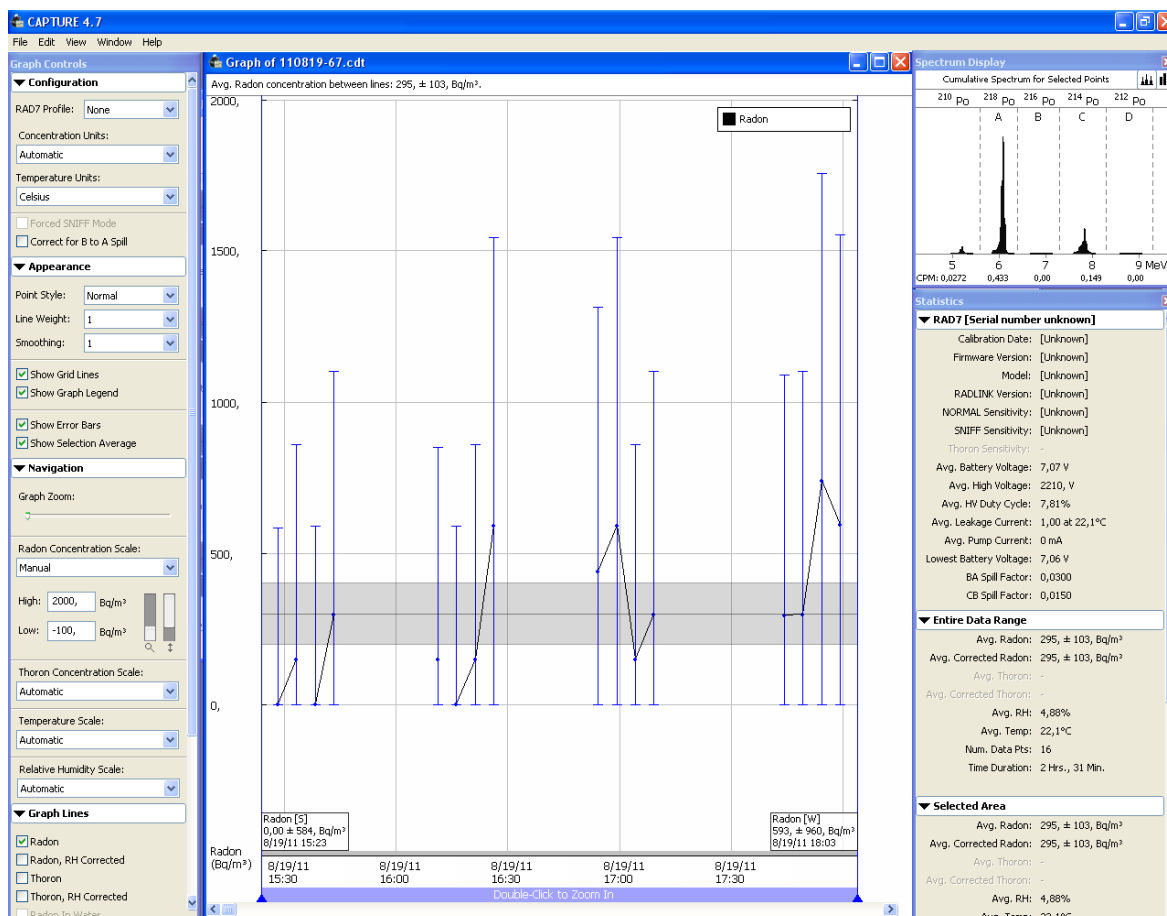 CAPTURE 4.7
File Edit View Window Help
Graph Controls
Configuration
RAD7 Profile: None
Concentration Units:
Automatic
Temperature Units:
Celsius
Forced SNIFF Mode
Correct for B to A Spill
Appearance
Point Style: Normal
Line Weight: 1
Smoothing: 1
Show Grid Lines
Show Graph Legend
Show Error Bars
Show Selection Average
Navigation
Graph Zoom:
Radon Concentration Scale:
Manual
High: 2000, Bq/m³
Low: -100, Bq/m³
Thoron Concentration Scale:
Automatic
Temperature Scale:
Automatic
Relative Humidity Scale:
Automatic
Graph Lines
Radon
Radon, RH Corrected
Thoron
Thoron, RH Corrected
Radon In Water
Graph of 110819-67.cdt
Avg. Radon concentration between lines: 295, ± 103, Bq/m³.
2000,
Radon
1500,
1000,
500,
0,
Radon [S]
0,00 ± 584, Bq/m³
8/19/11 15:23
Radon [W]
593, ± 960, Bq/m³
8/19/11 18:03
Radon
(Bq/m³)
8/19/11 8/19/11 8/19/11 8/19/11 8/19/11
15:30 16:00 16:30 17:00 17:30
Double-Click to Zoom In
Spectrum Display
Cumulative Spectrum for Selected Points
210 Po 218 Po 216 Po 214 Po 212 Po
A B C D
5 6 7 8 9 MeV
CPM: 0,0272 0,433 0,00 0,149 0,00
Statistics
RAD7 [Serial number unknown]
Calibration Date: [Unknown]
Firmware Version: [Unknown]
Model: [Unknown]
RADLINK Version: [Unknown]
NORMAL Sensitivity: [Unknown]
SNIFF Sensitivity: [Unknown]
Thoron Sensitivity: -
Avg. Battery Voltage: 7,07 V
Avg. High Voltage: 2210, V
Avg. HV Duty Cycle: 7,81%
Avg. Leakage Current: 1,00 at 22,1°C
Avg. Pump Current: 0 mA
Lowest Battery Voltage: 7,06 V
BA Spill Factor: 0,0300
CB Spill Factor: 0,0150
Entire Data Range
Avg. Radon: 295, ± 103, Bq/m³
Avg. Corrected Radon: 295, ± 103, Bq/m³
Avg. Thoron: -
Avg. Corrected Thoron: -
Avg. RH: 4,88%
Avg. Temp: 22,1°C
Num. Data Pts: 16
Time Duration: 2 Hrs., 31 Min.
Selected Area
Avg. Radon: 295, ± 103, Bq/m³
Avg. Corrected Radon: 295, ± 103, Bq/m³
Avg. Thoron: -
Avg. Corrected Thoron: -
Avg. RH: 4,88%
Avg. Temp: 22,1°C